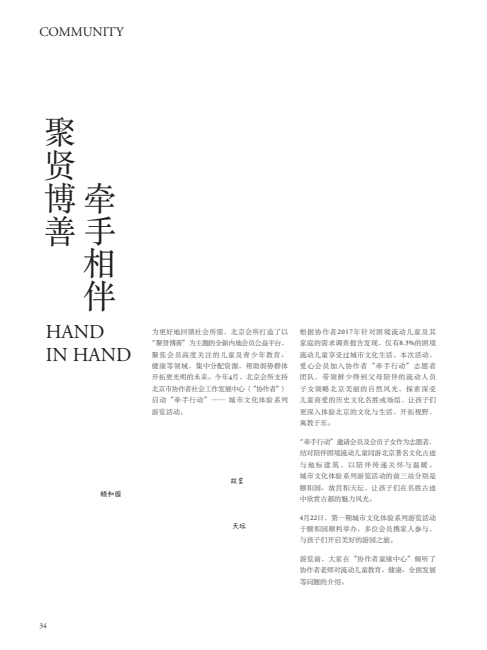 COMMUNITY
聚贤博善
牵手相伴
HAND
IN HAND
为更好地回馈社会所需，北京会所打造了以
“聚贤博善”为主题的全新内地会员公益平台，
聚焦会员高度关注的儿童及青少年教育、
健康等领域，集中分配资源，帮助弱势群体
开拓更光明的未来。今年4月，北京会所支持
北京市协作者社会工作发展中心（“协作者”）
启动“牵手行动”—— 城市文化体验系列
游览活动。
故宫
颐和园
天坛
根据协作者2017年针对困境流动儿童及其
家庭的需求调查报告发现，仅有8.3%的困境
流动儿童享受过城市文化生活。本次活动，
爱心会员加入协作者“牵手行动”志愿者
团队，带领鲜少得到父母陪伴的流动人员
子女领略北京美丽的自然风光，探索深受
儿童喜爱的历史文化名胜或场馆，让孩子们
更深入体验北京的文化与生活，开拓视野，
寓教于乐。
“牵手行动”邀请会员及会员子女作为志愿者，
结对陪伴困境流动儿童同游北京著名文化古迹
与地标建筑，以陪伴传递关怀与温暖。
城市文化体验系列游览活动的前三站分别是
颐和园、故宫和天坛，让孩子们在名胜古迹
中欣赏古都的魅力风光。
4月22日，第一期城市文化体验系列游览活动
于颐和园顺利举办，多位会员携家人参与，
与孩子们开启美好的游园之旅。
游览前，大家在“协作者童缘中心”倾听了
协作者老师对流动儿童教育、健康、全面发展
等问题的介绍。
34